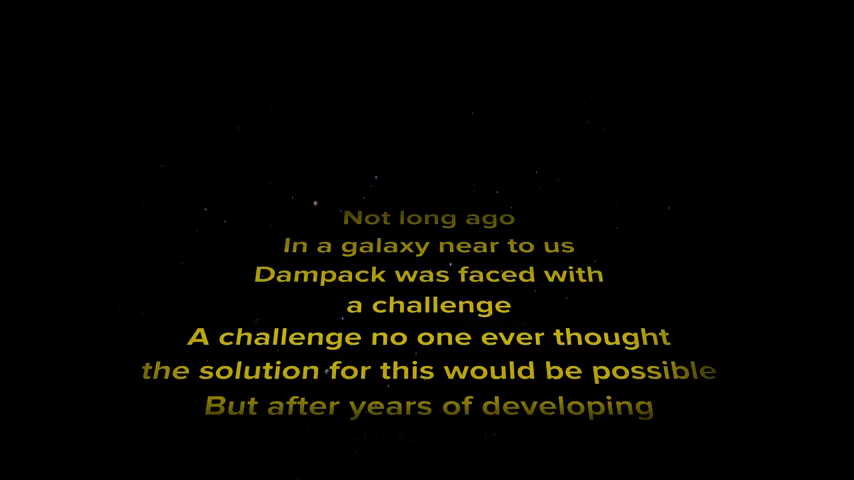 Not long ago
In a galaxy near to us
Dampack was faced with
a challenge
A challenge no one ever thought
the solution for this would be possible
But after years of developing